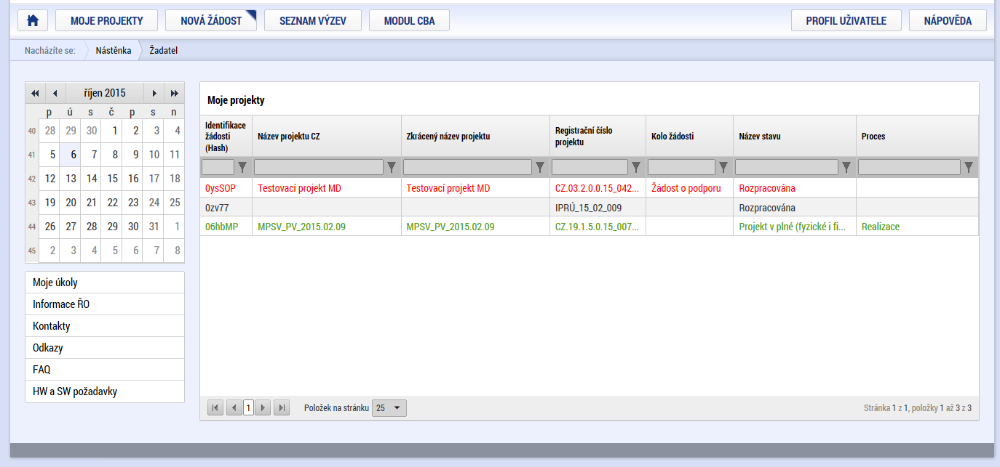 MOJE PROJEKTY NOVÁ ŽÁDOST SEZNAM VÝZEV MODUL CBA PROFIL UŽIVATELE NÁPOVĚDA
Nacházíte se: Nástěnka Žadatel
říjen 2015
p ú s č p s n
40 28 29 30 1 2 3 4
41 5 6 7 8 9 10 11
42 12 13 14 15 16 17 18
43 19 20 21 22 23 24 25
44 26 27 28 29 30 31 1
45 2 3 4 5 6 7 8
Moje úkoly
Informace ŘO
Kontakty
Odkazy
FAQ
HW a SW požadavky
Moje projekty
Identifikace
žádosti
(Hash)
Název projektu CZ
Zkrácený název projektu
Registrační číslo
projektu
Kolo žádosti
Název stavu
Proces
0ysSOP Testovací projekt MD Testovací projekt MD CZ.03.2.0.0.15_042... Žádost o podporu Rozpracována
0zv77 IPRÚ_15_02_009 Rozpracována
06hbMP MPSV_PV_2015.02.09 MPSV_PV_2015.02.09 CZ.19.1.5.0.15_007... Projekt v plné (fyzické i fi... Realizace
1 Položek na stránku 25 Stránka 1 z 1, položky 1 až 3 z 3